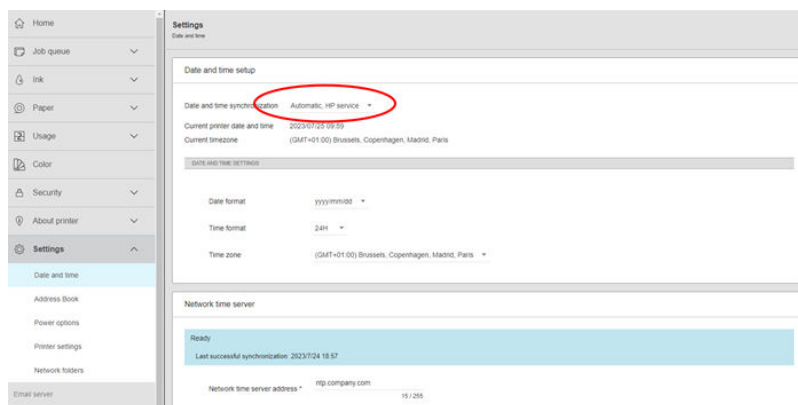 Home
Job queue
Ink
Paper
Usage
Color
Security
About printer
Settings
Date and time
Address Book
Power options
Printer settings
Network folders
Email server
Settings
Date and time
Date and time setup
Date and time synchronization Automatic, HP service
Current printer date and time 2023/07/25 09:59
Current timezone (GMT+01:00) Brussels, Copenhagen, Madrid, Paris
DATE AND TIME SETTINGS
Date format yyyy/mm/dd
Time format 24H
Time zone (GMT+01:00) Brussels, Copenhagen, Madrid, Paris
Network time server
Ready
Last successful synchronization 2023/7/24 18:57
Network time server address * ntp.company.com
15 / 255